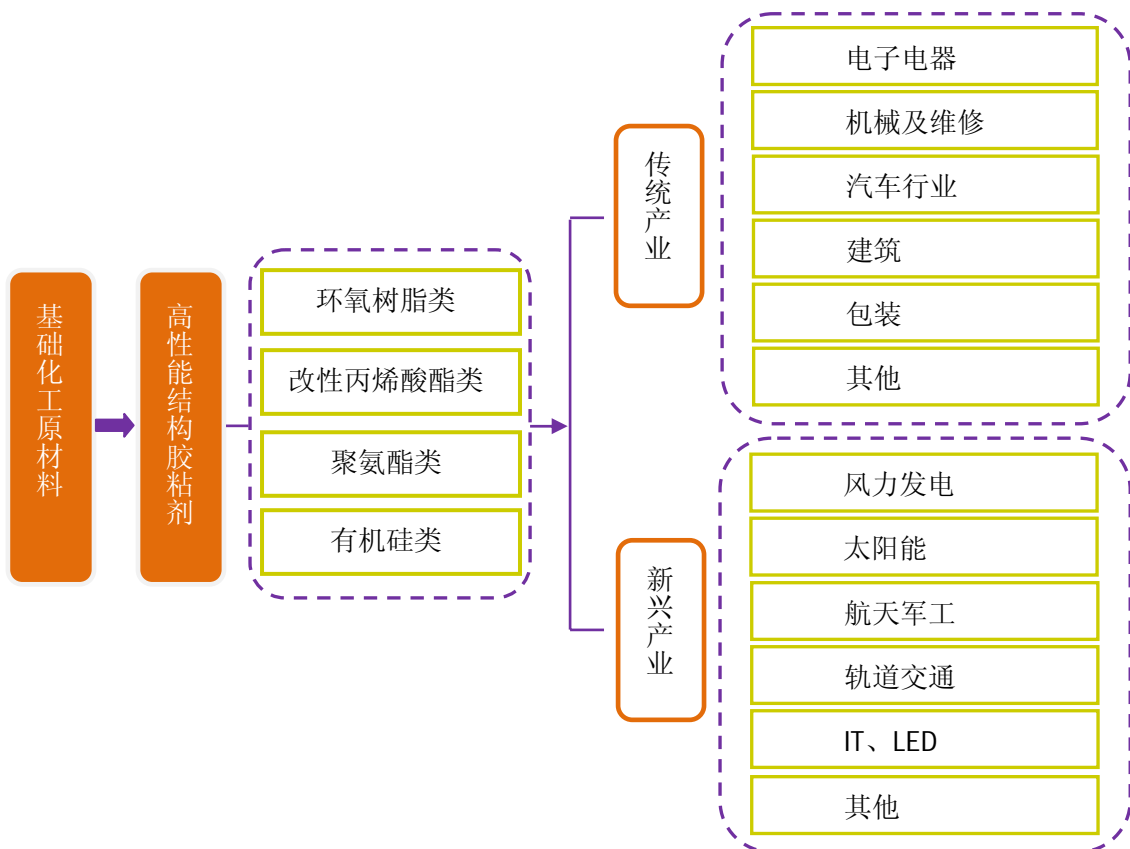 基础化工原材料
高性能结构胶粘剂
环氧树脂类
改性丙烯酸酯类
聚氨酯类
有机硅类
传统产业
电子电器
机械及维修
汽车行业
建筑
包装
其他
新兴产业
风力发电
太阳能
航天军工
轨道交通
IT、LED
其他